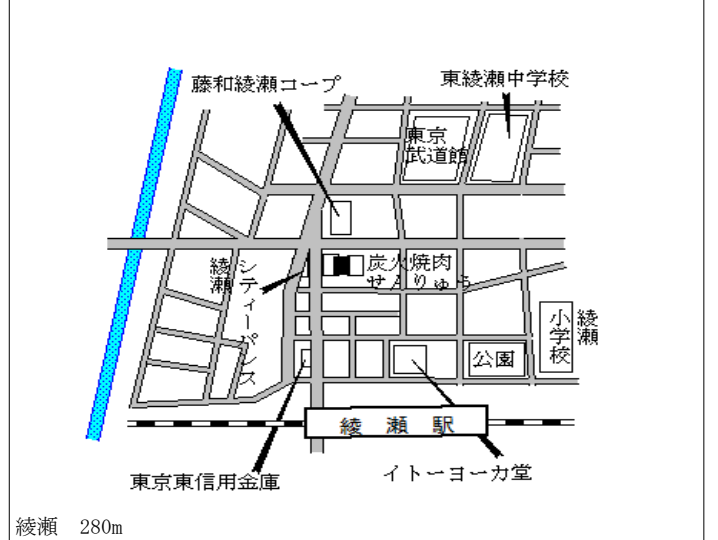 藤和綾瀬コープ
東綾瀬中学校
東京
武道館
綾瀬
シティーパレス
炭火焼肉
せんりゅう
綾瀬
小学校
公園
綾　瀬　駅
東京東信用金庫
イトーヨーカ堂
綾瀬　280m